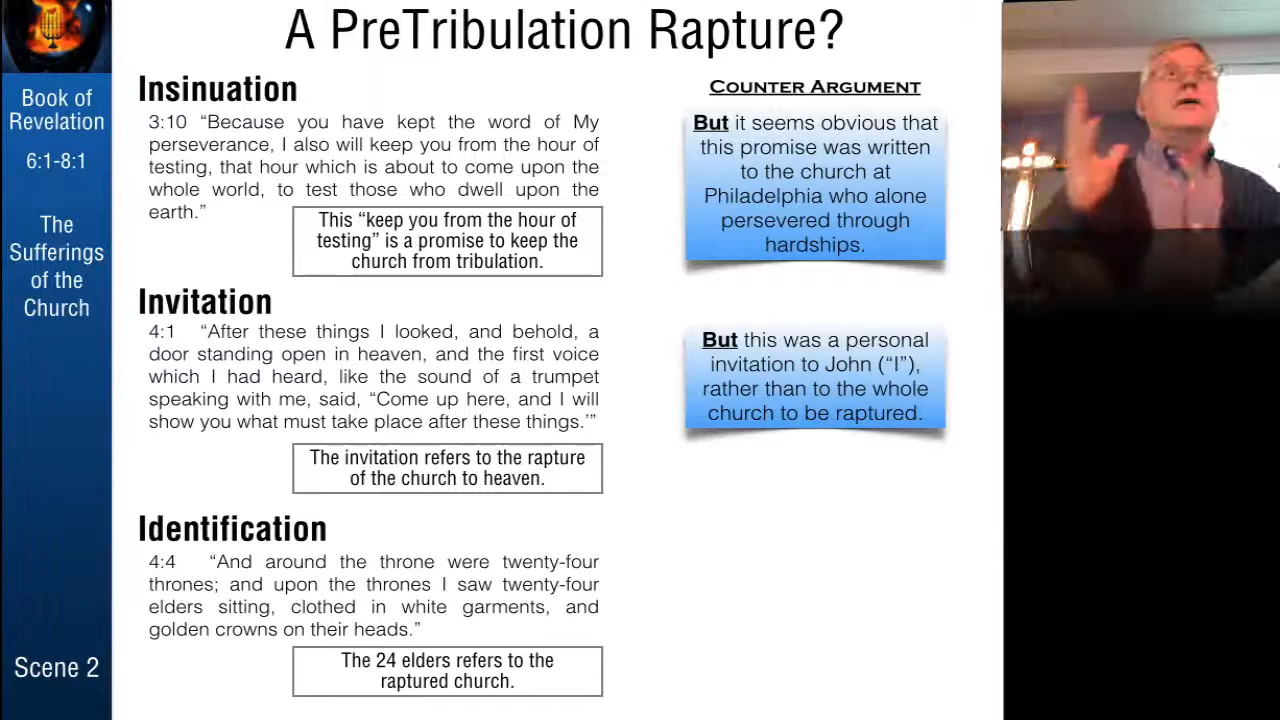 A PreTribulation Rapture?
Book of
Revelation
6:1-8:1
The
Sufferings
of the
Church
Scene 2
Insinuation
3:10 “Because you have kept the word of My
perseverance, I also will keep you from the hour of
testing, that hour which is about to come upon the
whole world, to test those who dwell upon the
earth.”
This “keep you from the hour of
testing” is a promise to keep the
church from tribulation.
Invitation
4:1 “After these things I looked, and behold, a
door standing open in heaven, and the first voice
which I had heard, like the sound of a trumpet
speaking with me, said, “Come up here, and I will
show you what must take place after these things.’”
The invitation refers to the rapture
of the church to heaven.
Identification
4:4 “And around the throne were twenty-four
thrones; and upon the thrones I saw twenty-four
elders sitting, clothed in white garments, and
golden crowns on their heads.”
The 24 elders refers to the
raptured church.
Counter Argument
But it seems obvious that
this promise was written
to the church at
Philadelphia who alone
persevered through
hardships.
But this was a personal
invitation to John (“I”),
rather than to the whole
church to be raptured.